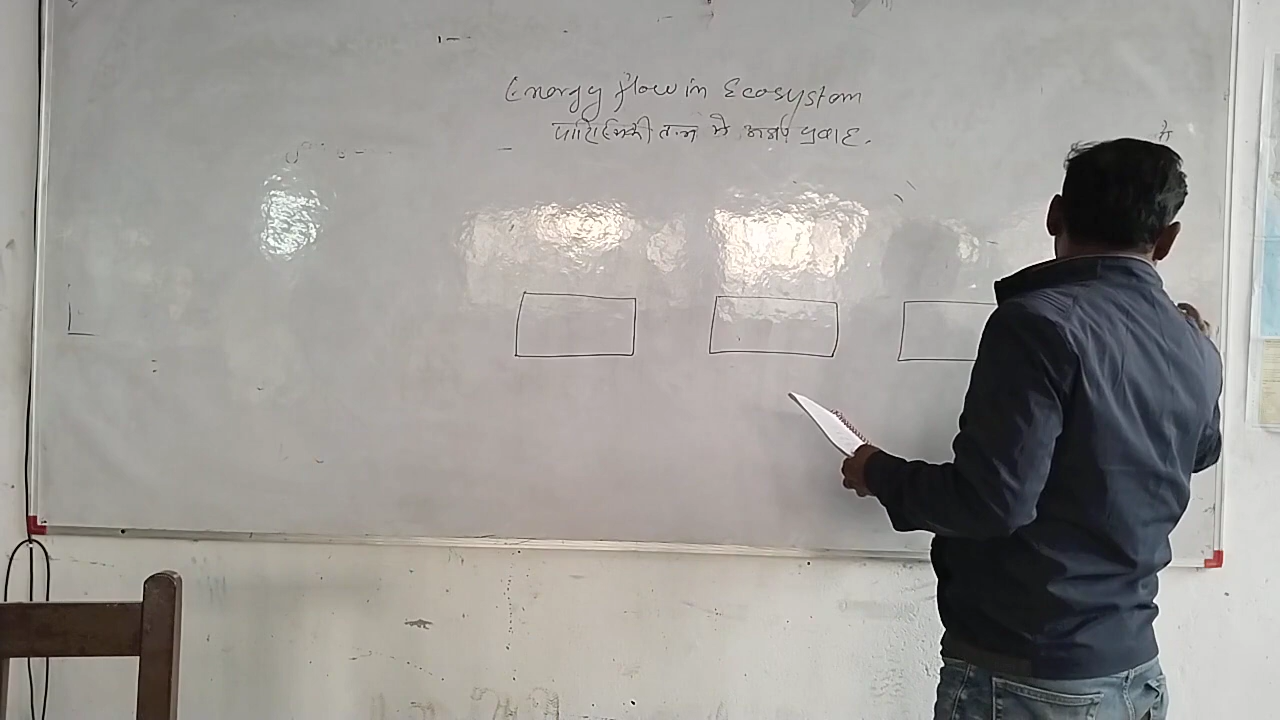 Energy flow in Ecosystem
पारिस्थितिकी तन्त्र में ऊर्जा प्रवाह.
में